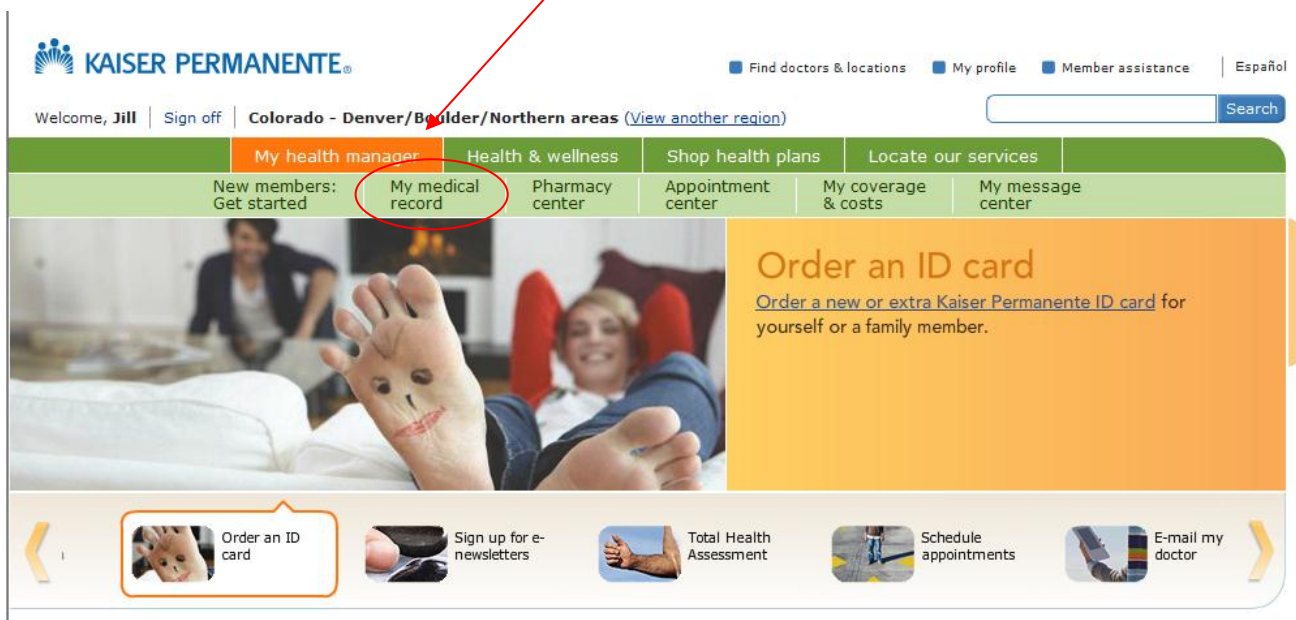 KAISER PERMANENTE®
Find doctors & locations My profile Member assistance Español
Welcome, Jill Sign off Colorado - Denver/Boulder/Northern areas (View another region) Search
My health manager Health & wellness Shop health plans Locate our services
New members: Get started
My medical record
Pharmacy center
Appointment center
My coverage & costs
My message center
Order an ID card
Order a new or extra Kaiser Permanente ID card for
yourself or a family member.
Order an ID
card
Sign up for e-
newsletters
Total Health
Assessment
Schedule
appointments
E-mail my
doctor